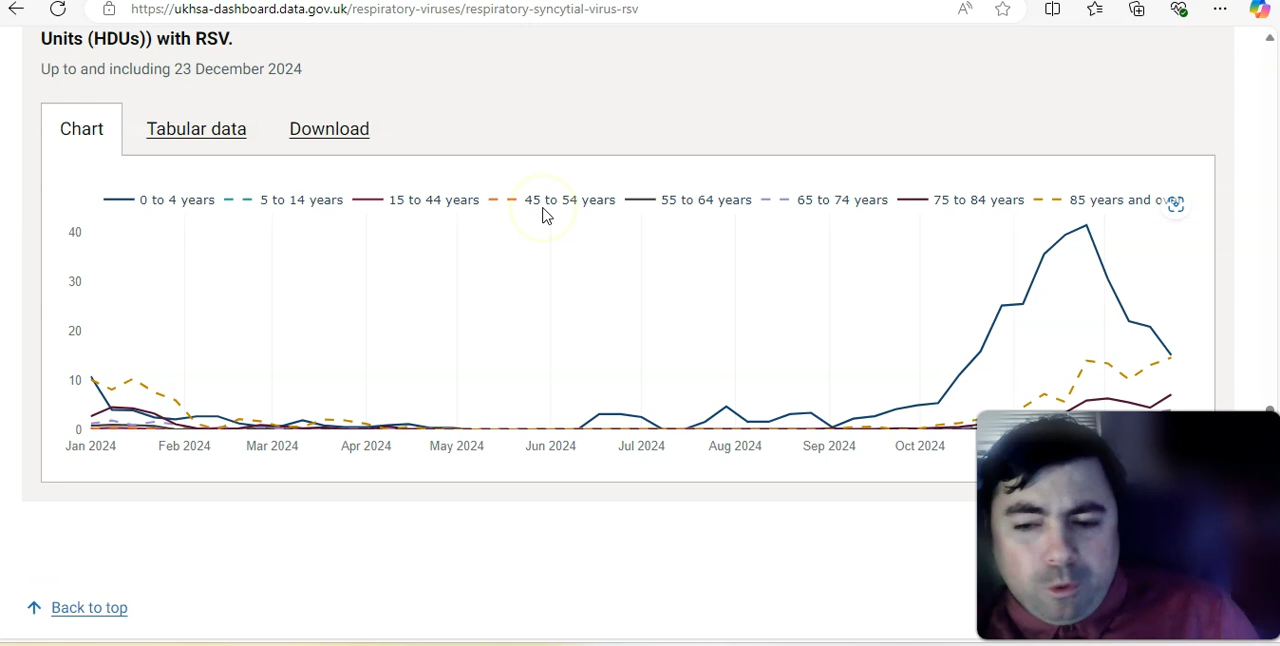 https://ukhsa-dashboard.data.gov.uk/respiratory-viruses/respiratory-syncytial-virus-rsv
Units (HDUs)) with RSV.
Up to and including 23 December 2024
Chart Tabular data Download
0 to 4 years 5 to 14 years 15 to 44 years 45 to 54 years 55 to 64 years 65 to 74 years 75 to 84 years 85 years and over
40
30
20
10
0
Jan 2024 Feb 2024 Mar 2024 Apr 2024 May 2024 Jun 2024 Jul 2024 Aug 2024 Sep 2024 Oct 2024
Back to top